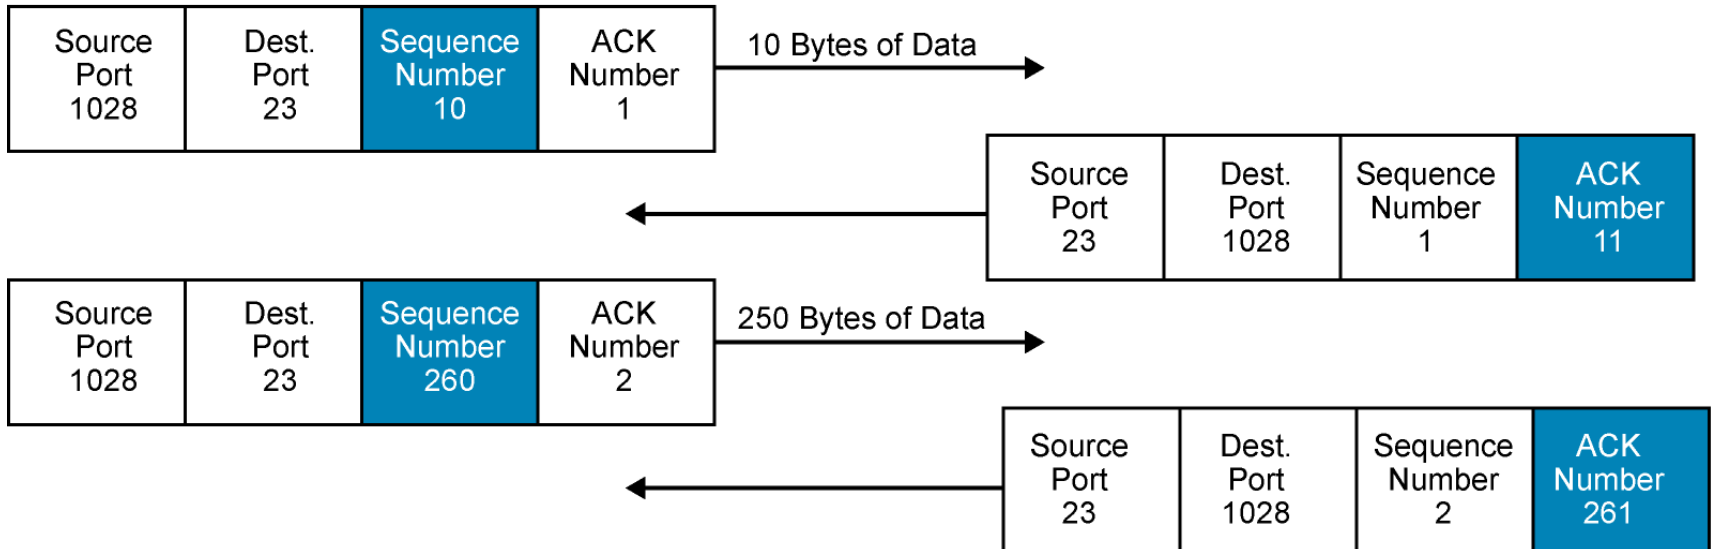 Source
Port
1028
Dest.
Port
23
Sequence
Number
10
ACK
Number
1
10 Bytes of Data
Source
Port
23
Dest.
Port
1028
Sequence
Number
1
ACK
Number
11
Source
Port
1028
Dest.
Port
23
Sequence
Number
260
ACK
Number
2
250 Bytes of Data
Source
Port
23
Dest.
Port
1028
Sequence
Number
2
ACK
Number
261